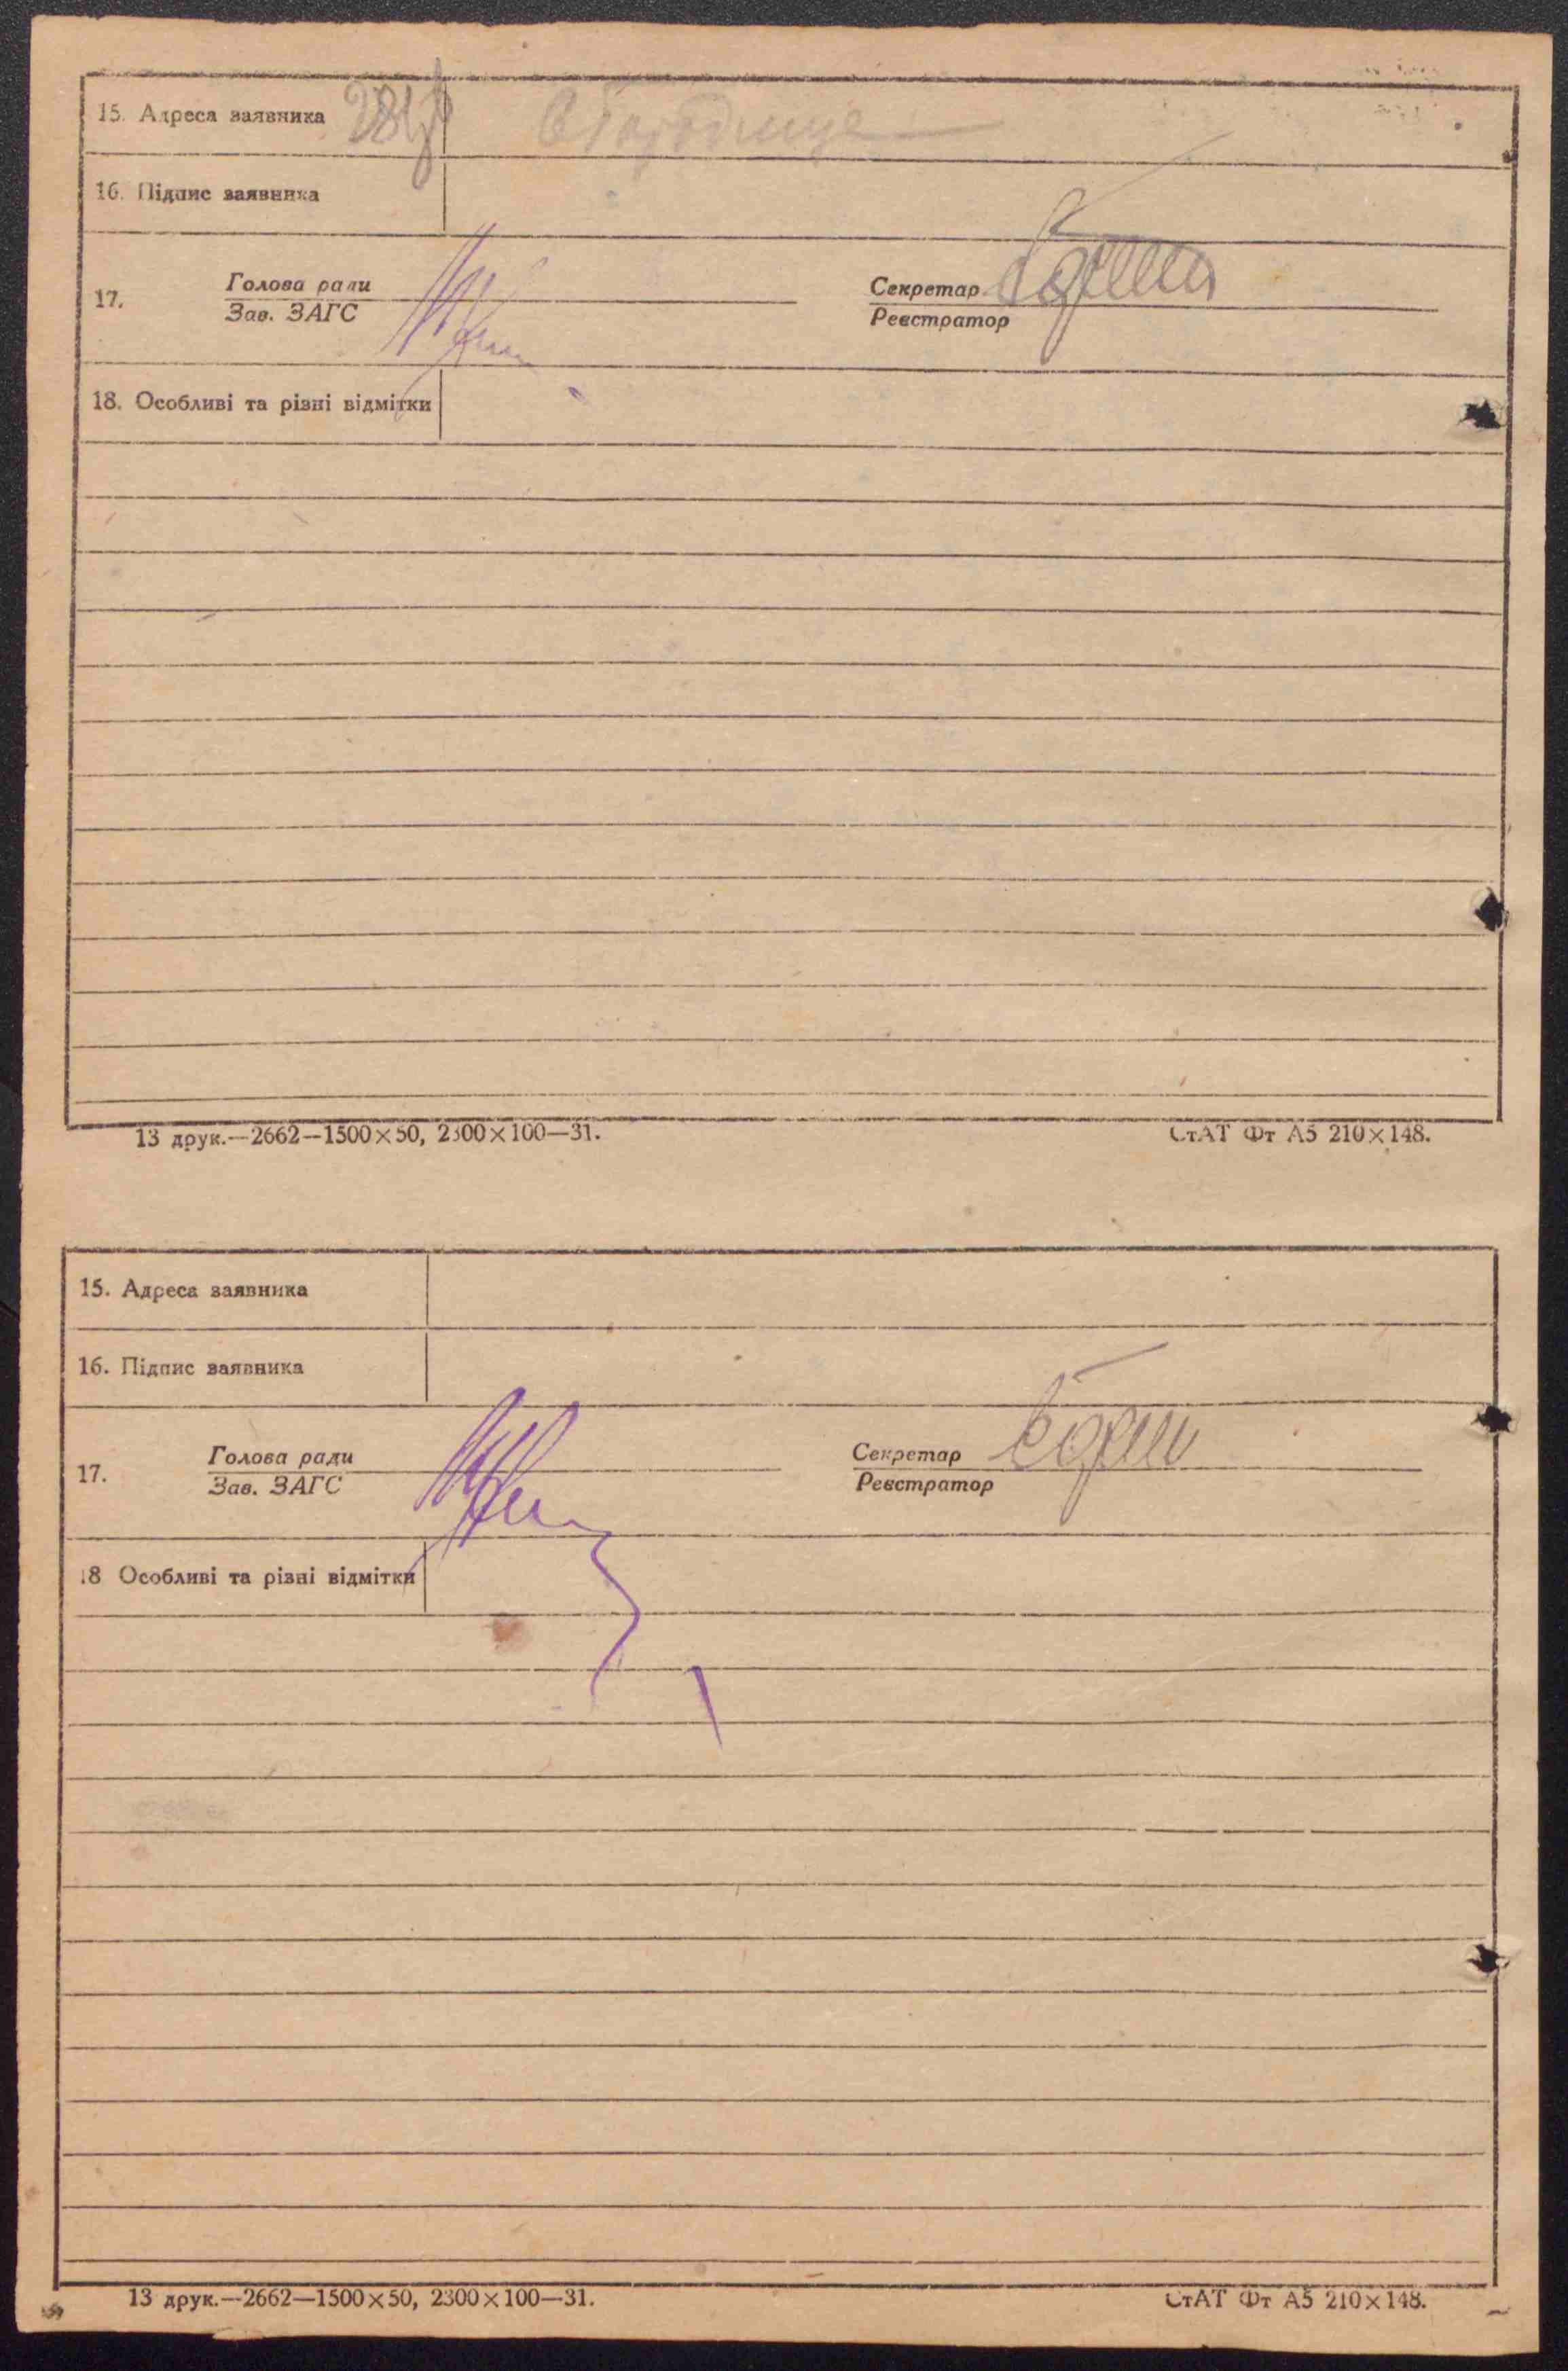 15. Адреса заявника
16. Підпис заявника
17.
Голова ради
Зав. ЗАГС
Секретар
Реєстратор
18. Особливі та різні відмітки
13 друк.—2662—1500×50, 2300×100—31.
СтАТ Фт А5 210×148.
15. Адреса заявника
16. Підпис заявника
17.
Голова ради
Зав. ЗАГС
Секретар
Реєстратор
18 Особливі та різні відмітки
13 друк.—2662—1500×50, 2300×100—31.
СтАТ Фт А5 210×148.